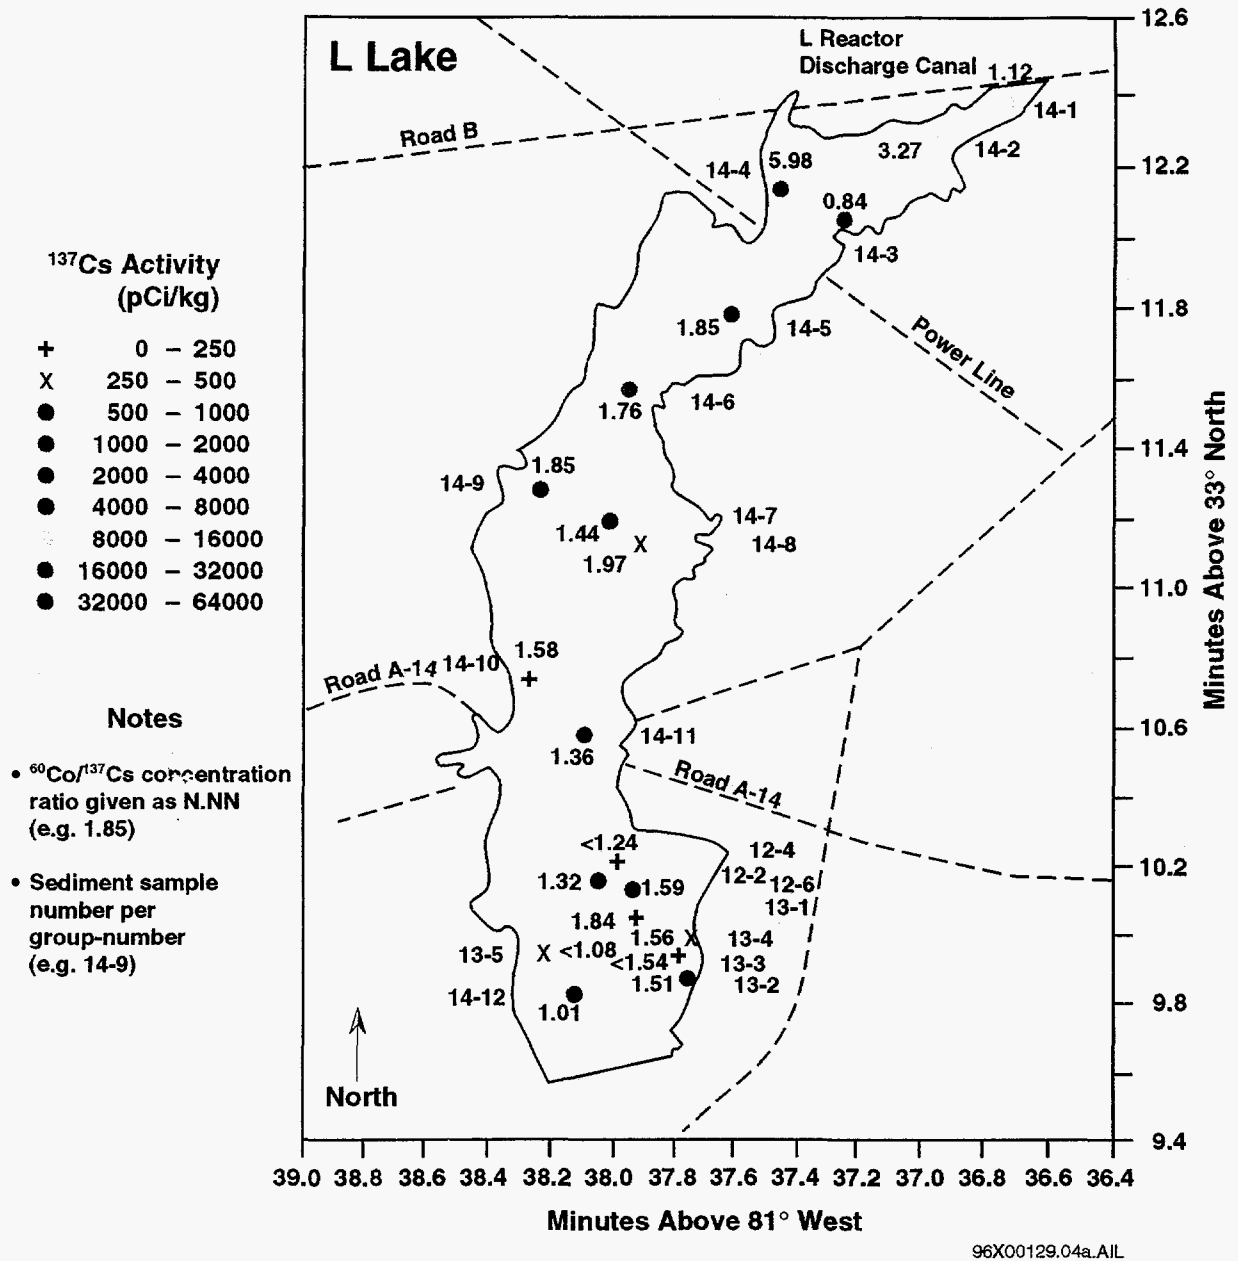 L Lake
L Reactor
Discharge Canal
1.12
14-1
Road B
3.27
14-2
14-4
5.98
0.84
14-3
137Cs Activity
(pCi/kg)
+ 0 – 250
X 250 – 500
● 500 – 1000
● 1000 – 2000
● 2000 – 4000
● 4000 – 8000
8000 – 16000
● 16000 – 32000
● 32000 – 64000
1.85
14-5
Power Line
1.76
14-6
14-9
1.85
1.44
14-7
X
14-8
1.97
Road A-14
14-10
1.58
+
1.36
14-11
Road A-14
Notes
• 60Co/137Cs concentration
ratio given as N.NN
(e.g. 1.85)
• Sediment sample
number per
group-number
(e.g. 14-9)
<1.24
+
12-4
1.32
1.59
12-2
12-6
13-1
1.84
+
1.56
X
13-4
13-5
X
<1.08
<1.54
+
13-3
1.51
13-2
14-12
1.01
North
12.6
12.2
11.8
11.4
11.0
10.6
10.2
9.8
9.4
Minutes Above 33° North
39.0 38.8 38.6 38.4 38.2 38.0 37.8 37.6 37.4 37.2 37.0 36.8 36.6 36.4
Minutes Above 81° West
96X00129.04a.AIL